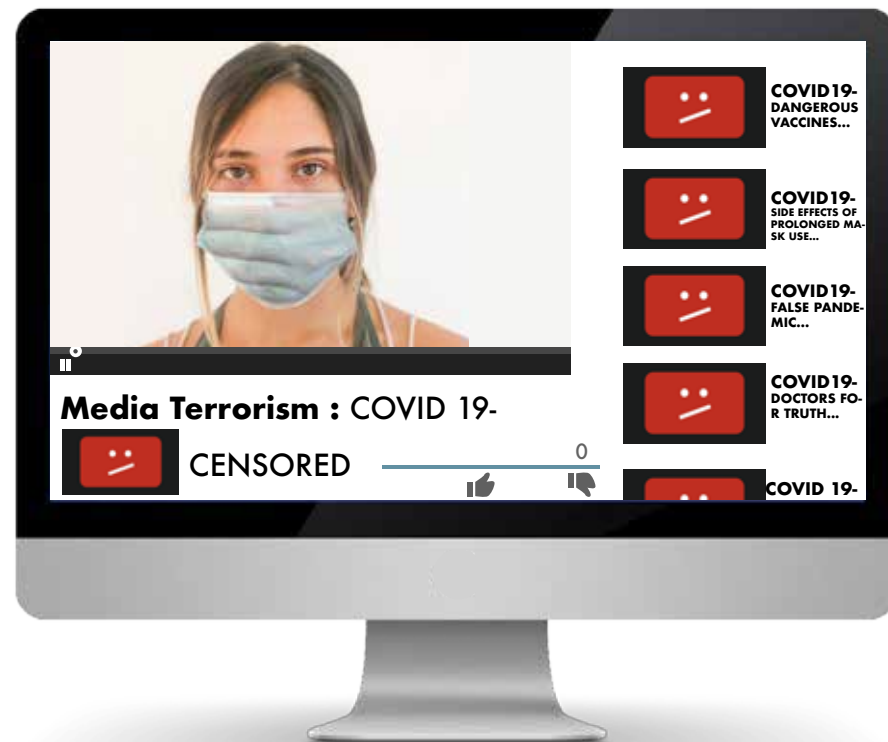 Media Terrorism : COVID 19-
CENSORED
0
COVID19-
DANGEROUS
VACCINES...
COVID19-
SIDE EFFECTS OF
PROLONGED MA-
SK USE...
COVID19-
FALSE PANDE-
MIC...
COVID19-
DOCTORS FO-
R TRUTH...
COVID 19-